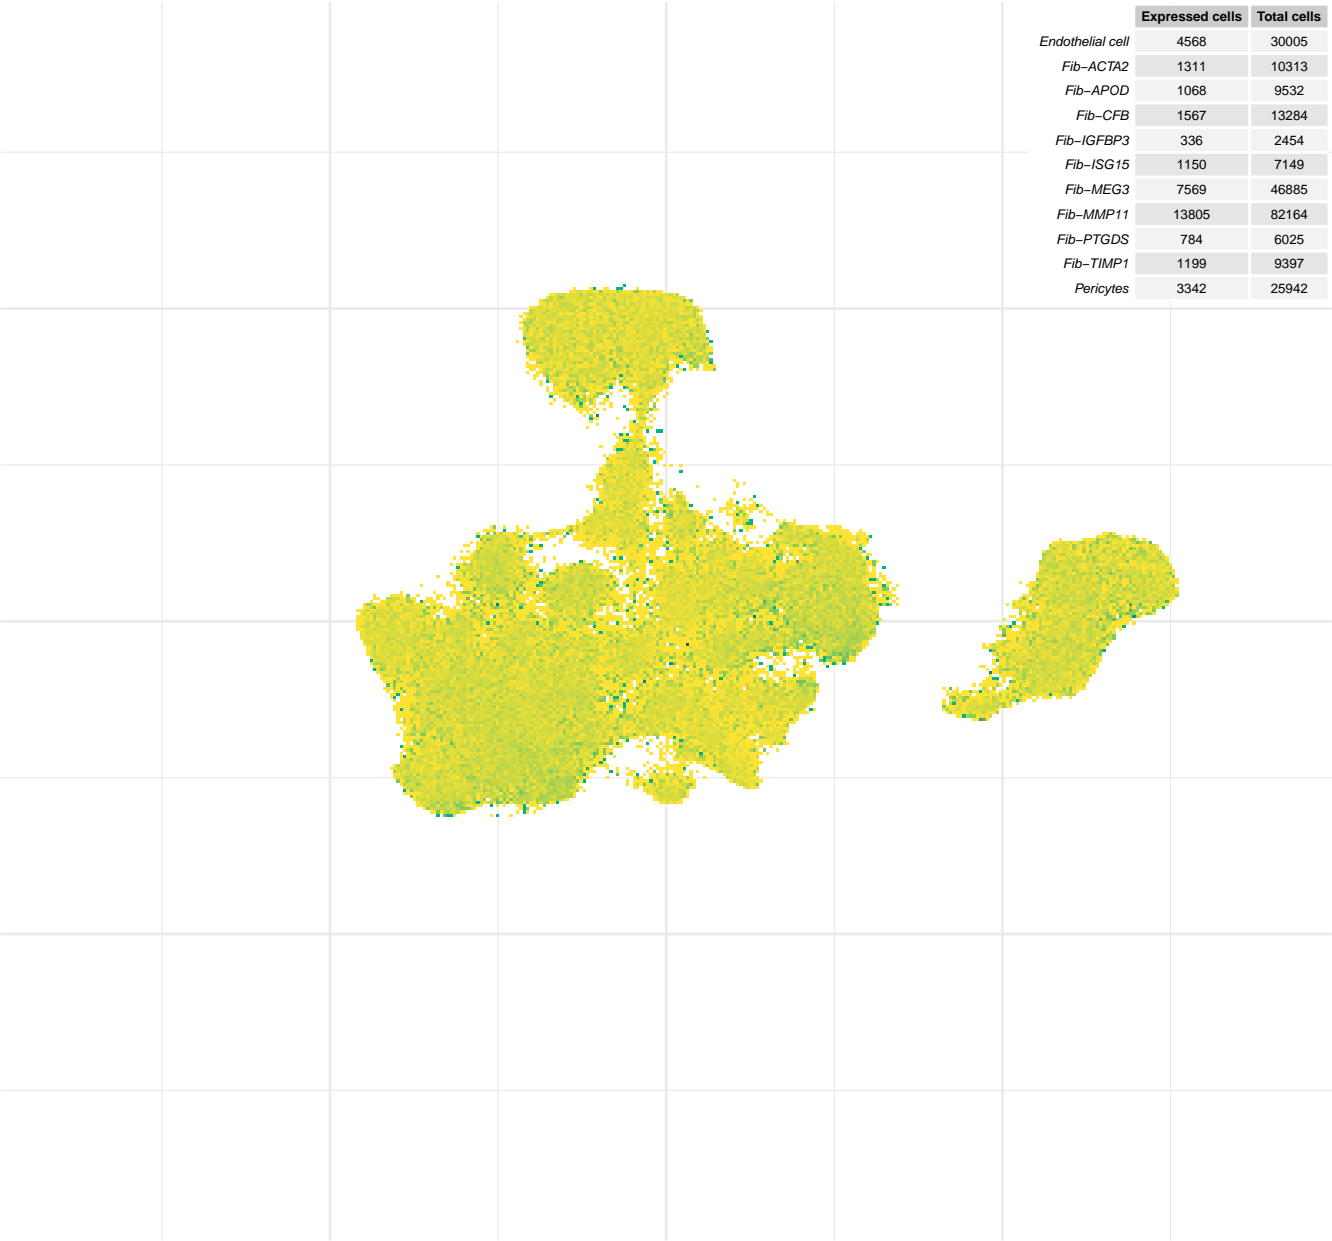 Expressed cells Total cells
Endothelial cell 4568 30005
Fib−ACTA2 1311 10313
Fib−APOD 1068 9532
Fib−CFB 1567 13284
Fib−IGFBP3 336 2454
Fib−ISG15 1150 7149
Fib−MEG3 7569 46885
Fib−MMP11 13805 82164
Fib−PTGDS 784 6025
Fib−TIMP1 1199 9397
Pericytes 3342 25942